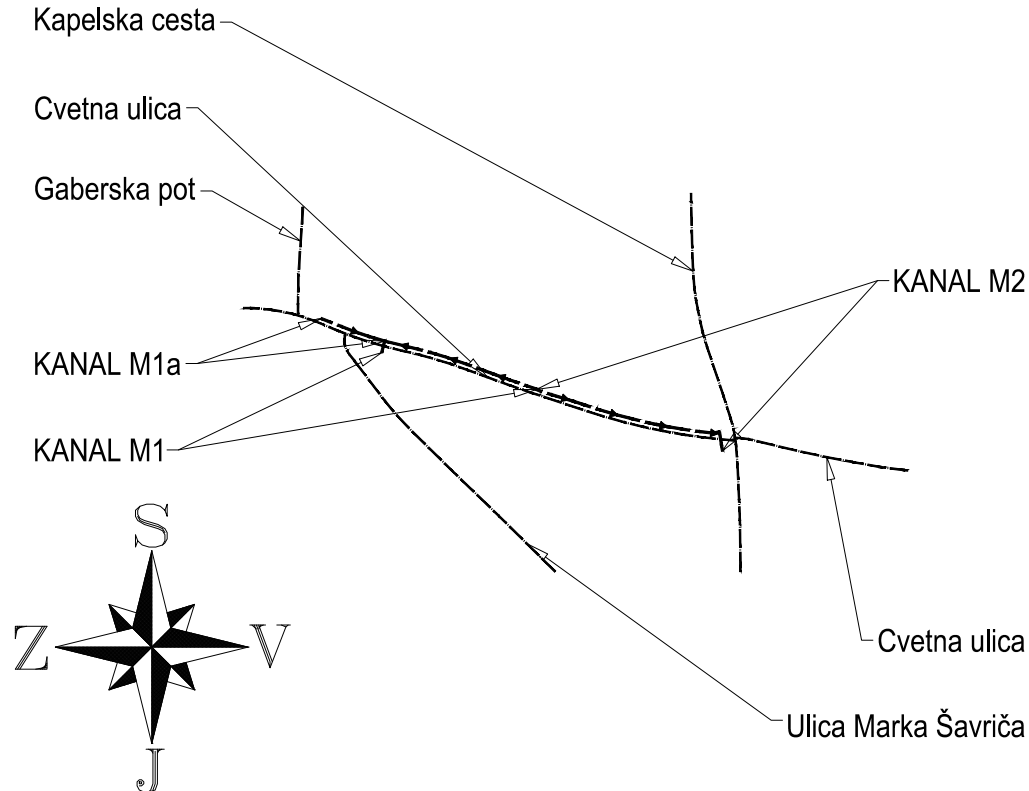 Kapelska cesta
Cvetna ulica
Gaberska pot
KANAL M2
KANAL M1a
KANAL M1
S
Z
V
J
Cvetna ulica
Ulica Marka Šavriča